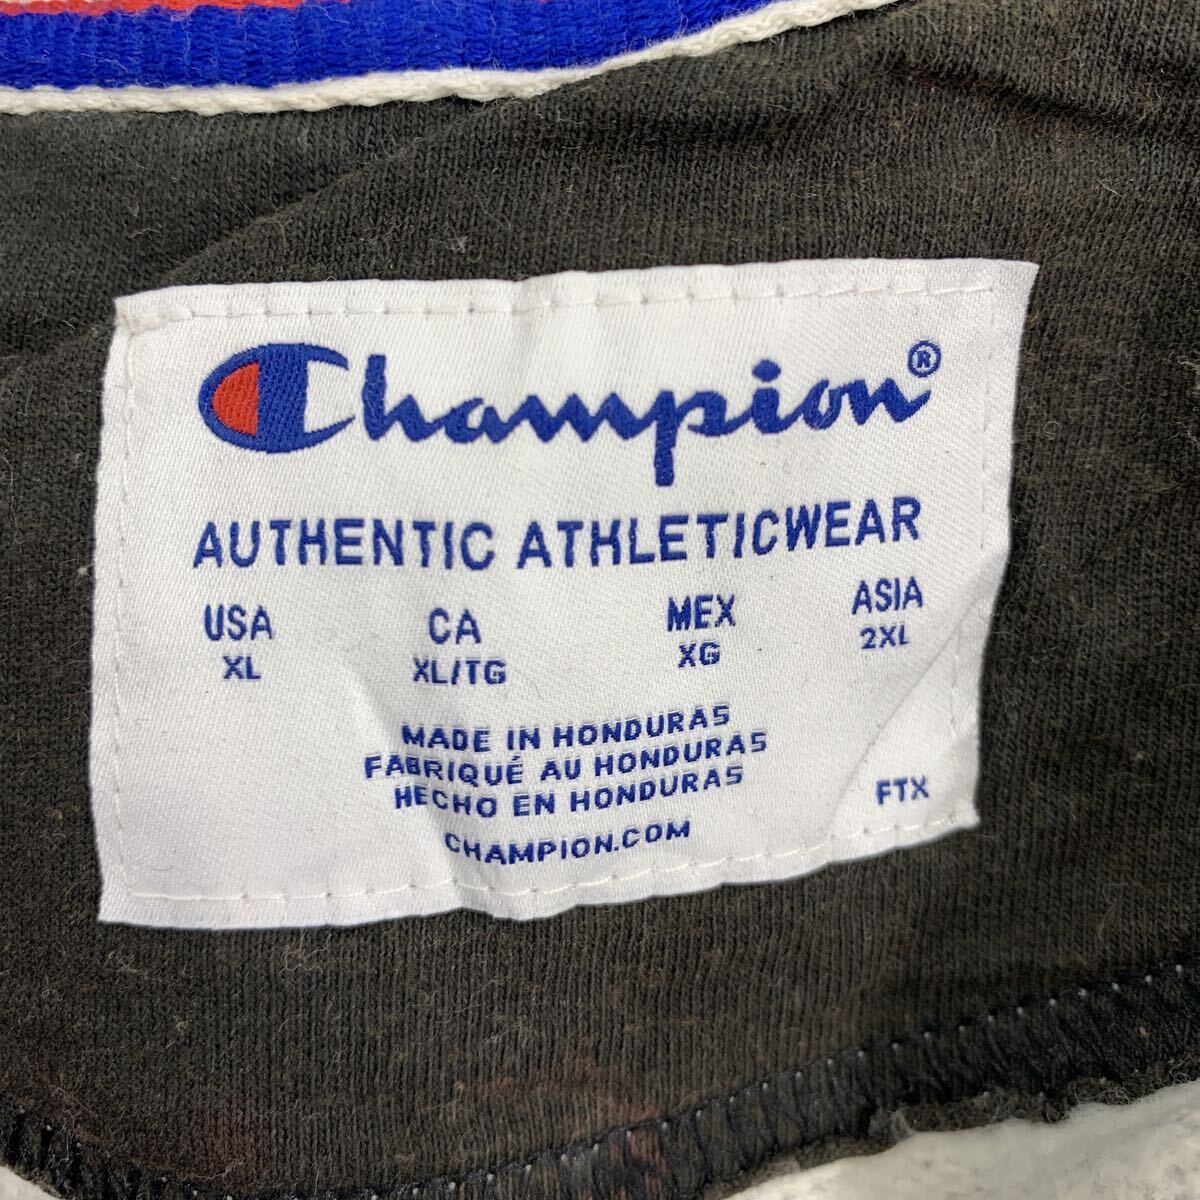 Champion®
AUTHENTIC ATHLETICWEAR
USA CA MEX ASIA
XL XL/TG XG 2XL
MADE IN HONDURAS
FABRIQUÉ AU HONDURAS
HECHO EN HONDURAS
FTX
CHAMPION.COM